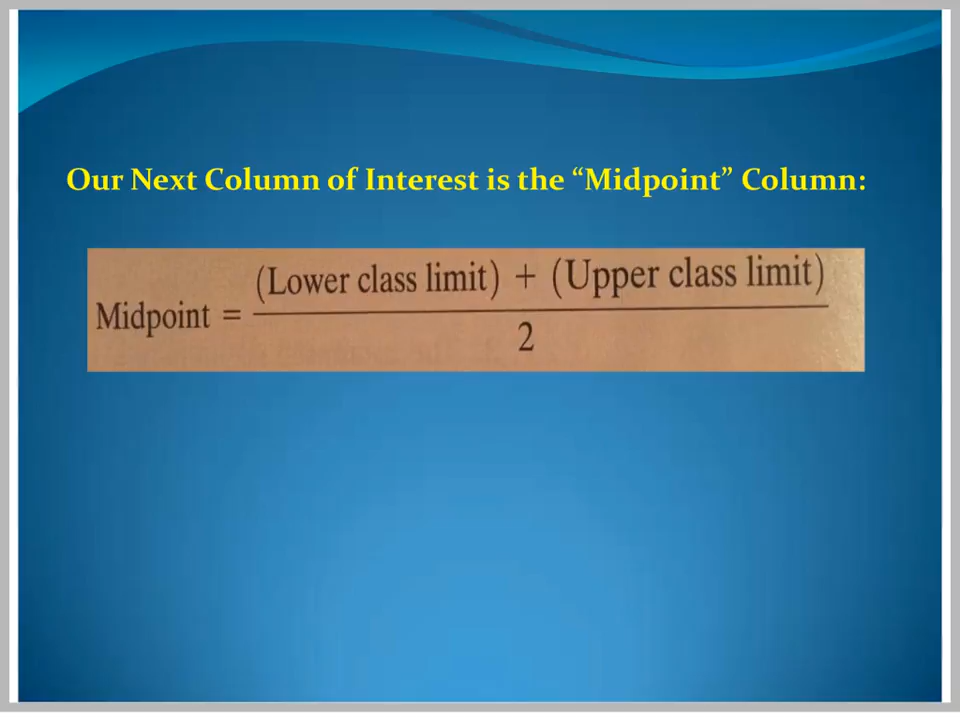 Our Next Column of Interest is the “Midpoint” Column:
Midpoint = (Lower class limit) + (Upper class limit)
2